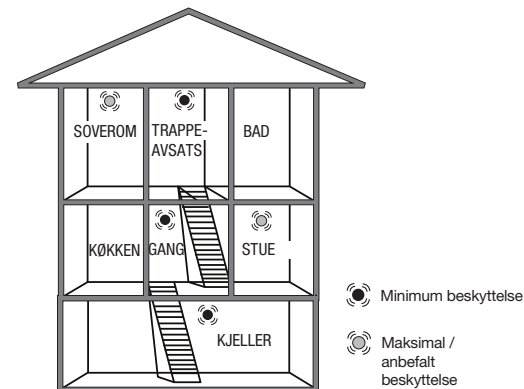 SOVEROM
TRAPPE-
AVSATS
BAD
KØKKEN
GANG
STUE
KJELLER
Minimum beskyttelse
Maksimal /
anbefalt
beskyttelse